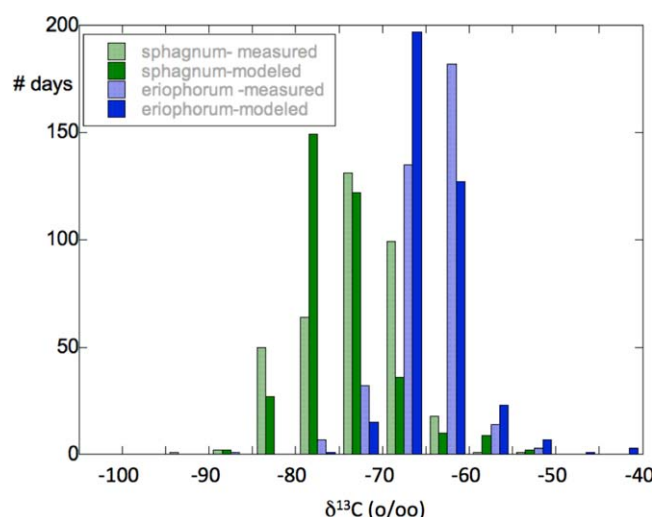 200
sphagnum- measured
# days
sphagnum-modeled
eriophorum -measured
eriophorum-modeled
150
100
50
0
-100 -90 -80 -70 -60 -50 -40
δ¹³C (o/oo)